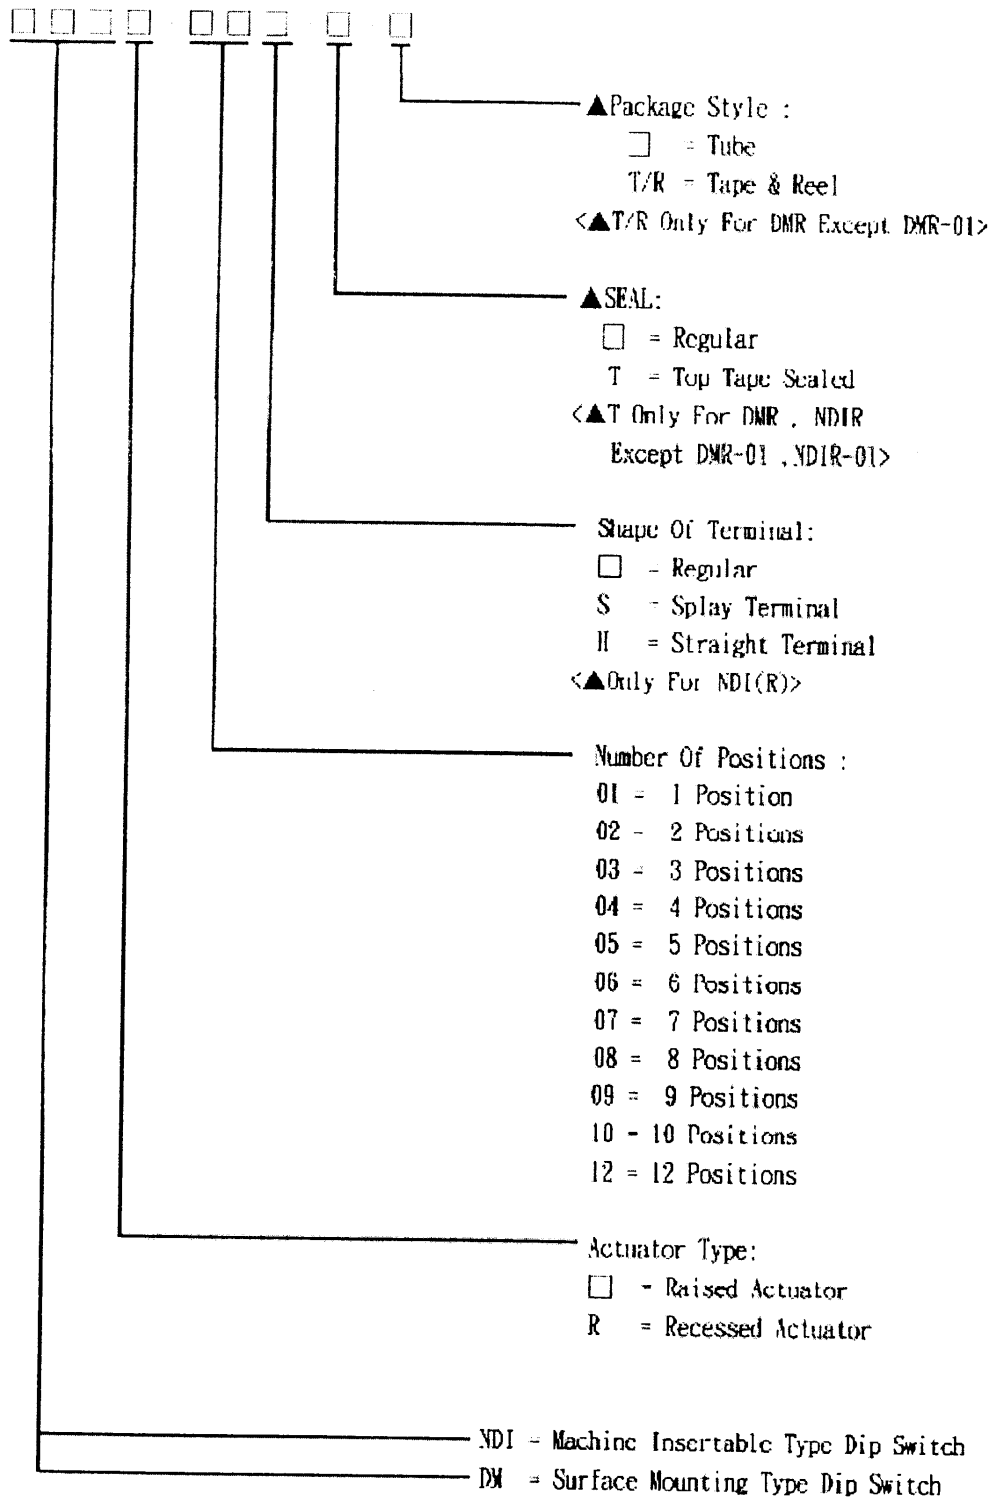 □□□□ □□□ □ □
▲Package Style :
□ = Tube
T/R = Tape & Reel
<▲T/R Only For DMR Except DMR-01>
▲SEAL:
□ = Regular
T = Top Tape Sealed
<▲T Only For DMR , NDIR
Except DMR-01 ,NDIR-01>
Shape Of Terminal:
□ = Regular
S = Splay Terminal
H = Straight Terminal
<▲Only For NDI(R)>
Number Of Positions :
01 = 1 Position
02 = 2 Positions
03 = 3 Positions
04 = 4 Positions
05 = 5 Positions
06 = 6 Positions
07 = 7 Positions
08 = 8 Positions
09 = 9 Positions
10 = 10 Positions
12 = 12 Positions
Actuator Type:
□ = Raised Actuator
R = Recessed Actuator
NDI = Machine Insertable Type Dip Switch
DM = Surface Mounting Type Dip Switch